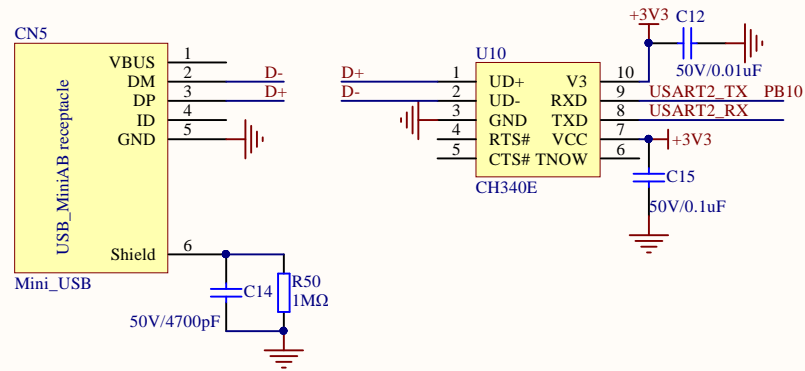 CN5
VBUS 1
DM 2 D-
DP 3 D+
ID 4
GND 5
USB_MiniAB receptacle
Shield 6
Mini_USB
C14
50V/4700pF
R50
1MΩ
+3V3
C12
50V/0.01uF
U10
D+ 1 UD+ V3 10
D- 2 UD- RXD 9 USART2_TX PB10
3 GND TXD 8 USART2_RX
4 RTS# VCC 7 +3V3
5 CTS# TNOW 6
CH340E
C15
50V/0.1uF